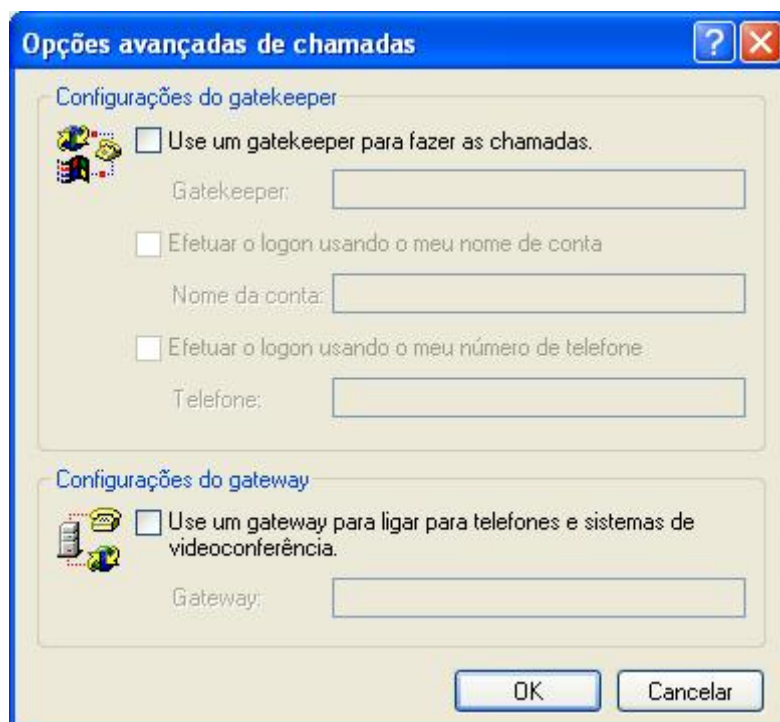 Opções avançadas de chamadas
Configurações do gatekeeper
Use um gatekeeper para fazer as chamadas.
Gatekeeper:
Efetuar o logon usando o meu nome de conta
Nome da conta:
Efetuar o logon usando o meu número de telefone
Telefone:
Configurações do gateway
Use um gateway para ligar para telefones e sistemas de
videoconferência.
Gateway:
OK
Cancelar